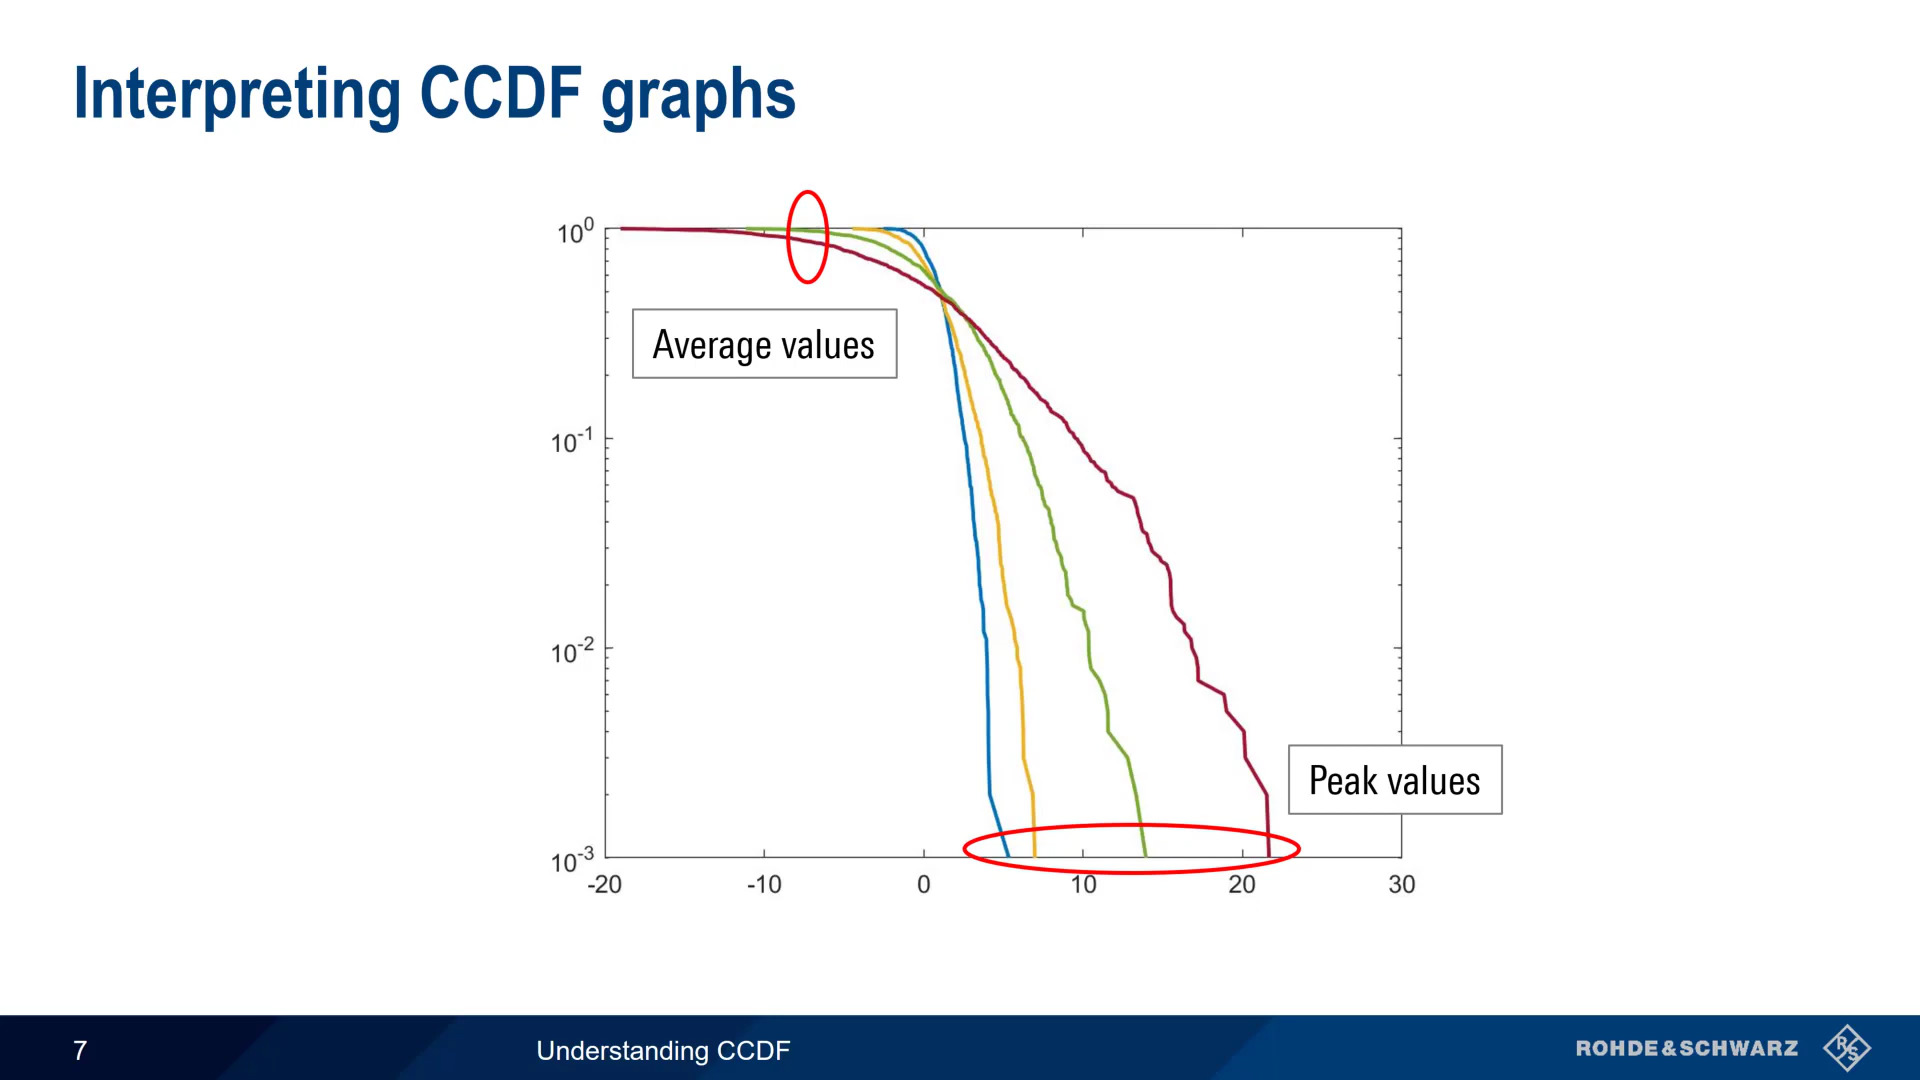 Interpreting CCDF graphs
10^0
Average values
10^-1
10^-2
Peak values
10^-3
-20 -10 0 10 20 30
7 Understanding CCDF ROHDE&SCHWARZ R&S